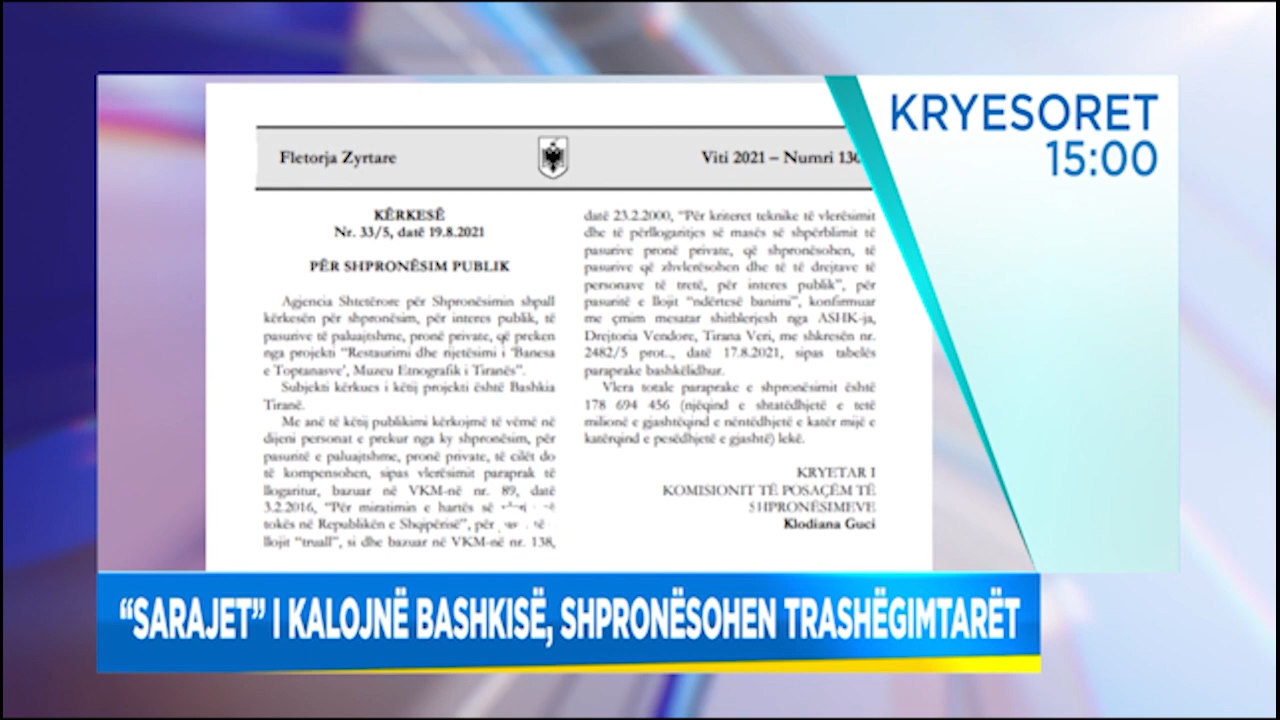 KRYESORET
15:00
Fletorja Zyrtare
Viti 2021 – Numri
KËRKESË
Nr. 33/5, datë 19.8.2021
PËR SHPRONËSIM PUBLIK
Agjencia Shtetërore për Shpronësimin shpall
kërkesën për shpronësim, për interes publik, të
pasurive të paluajtshme, pronë private, që preken
nga projekti “Restaurimi dhe rijetësimi i ‘Banesa
e Toptanasve’, Muzeu Etnografik i Tiranës”.
Subjekti kërkues i këtij projekti është Bashkia
Tiranë.
Me anë të këtij publikimi kërkojmë të vëmë në
dijeni personat e prekur nga ky shpronësim, për
pasuritë e paluajtshme, pronë private, të cilët do
të kompensohen, sipas vlerësimit paraprak të
llogaritur, bazuar në VKM-në nr. 89, datë
3.2.2016, “Për miratimin e hartës së
tokës në Republikën e Shqipërisë”, për
llojit “truall”, si dhe bazuar në VKM-në nr. 138,
datë 23.2.2000, “Për kriteret teknike të vlerësimit
dhe të përllogaritjes së masës së shpërblimit të
pasurive pronë private, që shpronësohen, të
pasurive që zhvlerësohen dhe të të drejtave të
personave të tretë, për interes publik”, për
pasuritë e llojit “ndërtesë banimi”, konfirmuar
me çmim mesatar shitblerjesh nga ASHK-ja,
Drejtoria Vendore, Tirana Veri, me shkresën nr.
2482/5 prot.., datë 17.8.2021, sipas tabelës
paraprake bashkëlidhur.
Vlera totale paraprake e shpronësimit është
178 694 456 (njëqind e shtatëdhjetë e tetë
milionë e gjashtëqind e nëntëdhjetë e katër mijë e
katërqind e pesëdhjetë e gjashtë) lekë.
KRYETAR I
KOMISIONIT TË POSAÇËM TË
SHPRONËSIMEVE
Klodiana Guci
“SARAJET” I KALOJNË BASHKISË, SHPRONËSOHEN TRASHËGIMTARËT